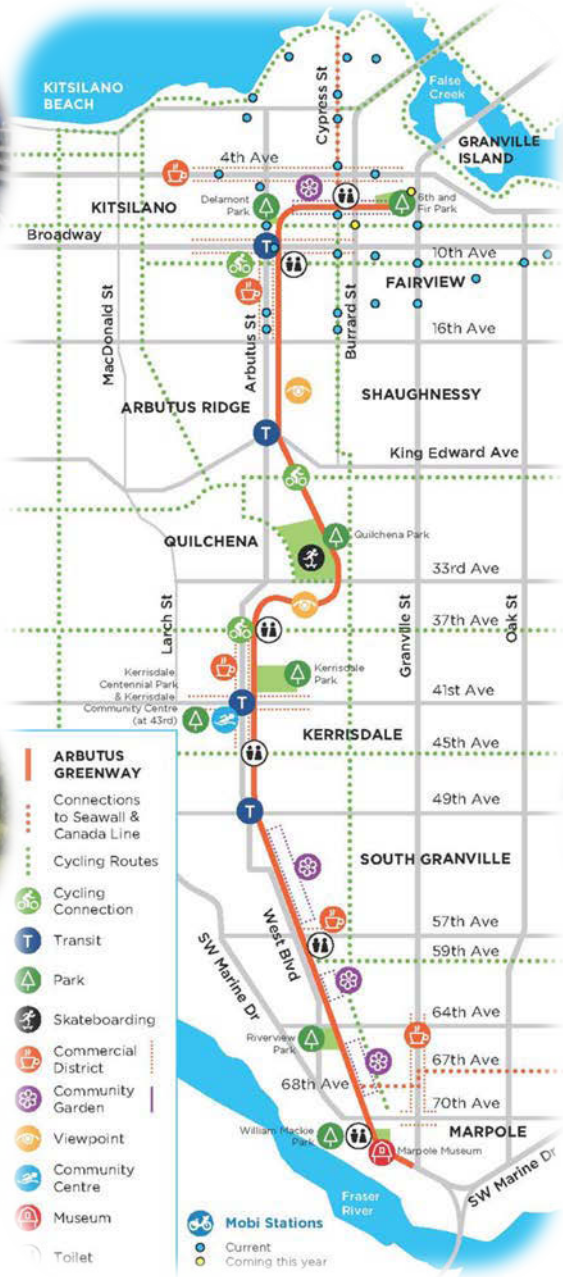 KITSILANO
BEACH
Cypress St
False
Creek
GRANVILLE
ISLAND
4th Ave
KITSILANO
Delamont
Park
6th and
Fir Park
Broadway
T
10th Ave
FAIRVIEW
MacDonald St
Arbutus St
Burrard St
16th Ave
ARBUTUS RIDGE
SHAUGHNESSY
T
King Edward Ave
QUILCHENA
Quilchena Park
33rd Ave
Larch St
Granville St
Oak St
37th Ave
Kerrisdale
Centennial Park
& Kerrisdale
Community Centre
(at 43rd)
Kerrisdale
Park
41st Ave
T
KERRISDALE
45th Ave
49th Ave
T
SOUTH GRANVILLE
57th Ave
59th Ave
West Blvd
SW Marine Dr
64th Ave
Riverview
Park
67th Ave
68th Ave
70th Ave
MARPOLE
William Mackie
Park
Marpole Museum
SW Marine Dr
Fraser
River
ARBUTUS
GREENWAY
Connections
to Seawall &
Canada Line
Cycling Routes
Cycling
Connection
T Transit
Park
Skateboarding
Commercial
District
Community
Garden
Viewpoint
Community
Centre
Museum
Toilet
Mobi Stations
Current
Coming this year